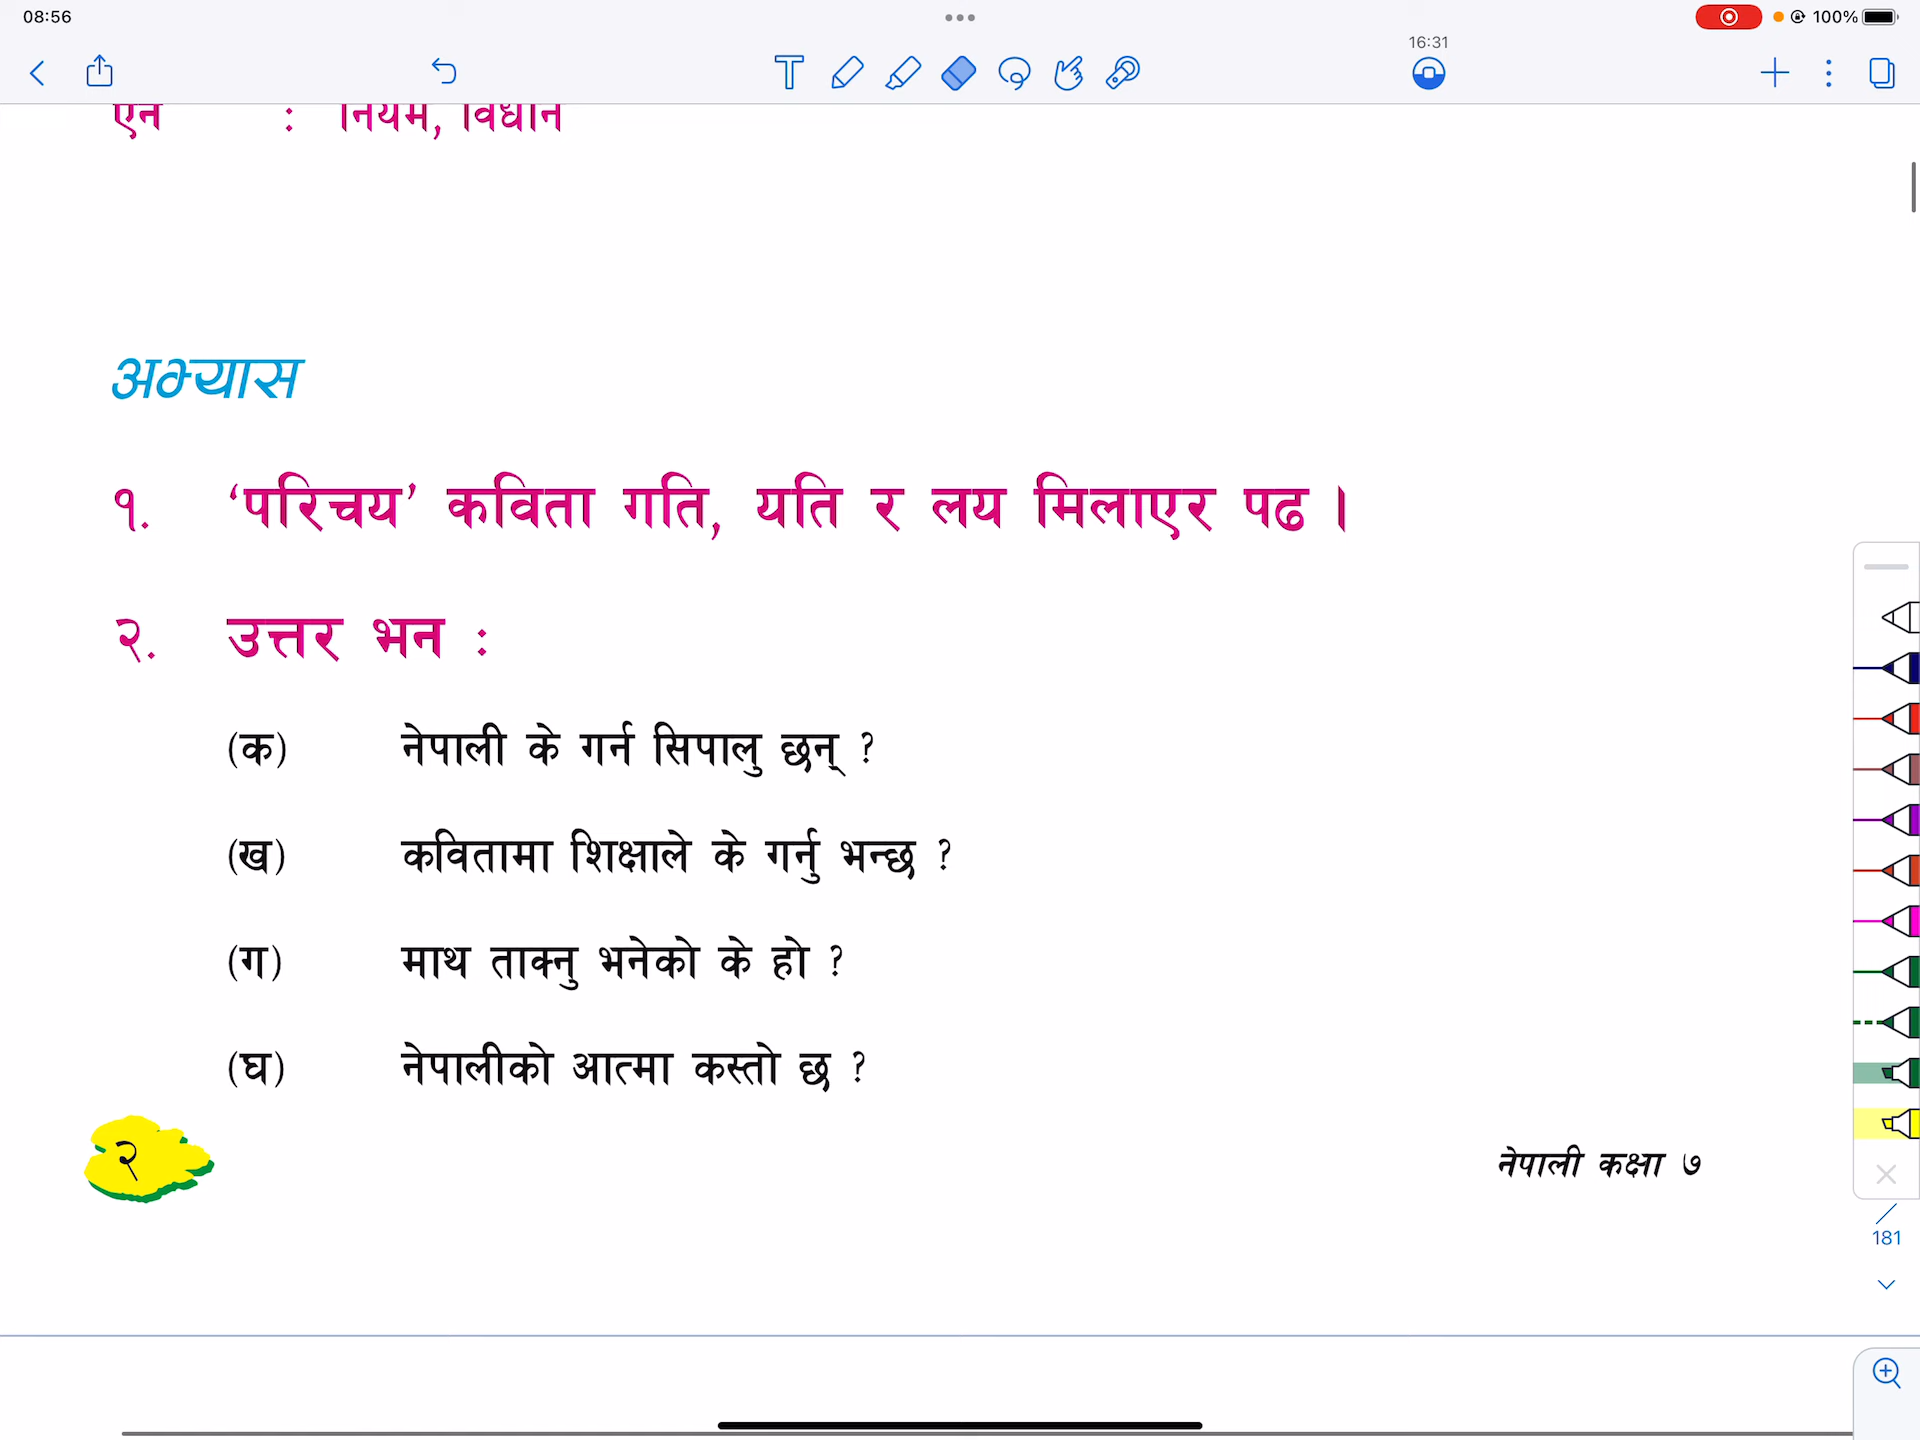 08:56
100%
16:31
ऐन : नियम, विधान
अभ्यास
१. ‘परिचय’ कविता गति, यति र लय मिलाएर पढ ।
२. उत्तर भन :
(क) नेपाली के गर्न सिपालु छन् ?
(ख) कवितामा शिक्षाले के गर्नु भन्छ ?
(ग) माथ ताक्नु भनेको के हो ?
(घ) नेपालीको आत्मा कस्तो छ ?
२
नेपाली कक्षा ७
/
181